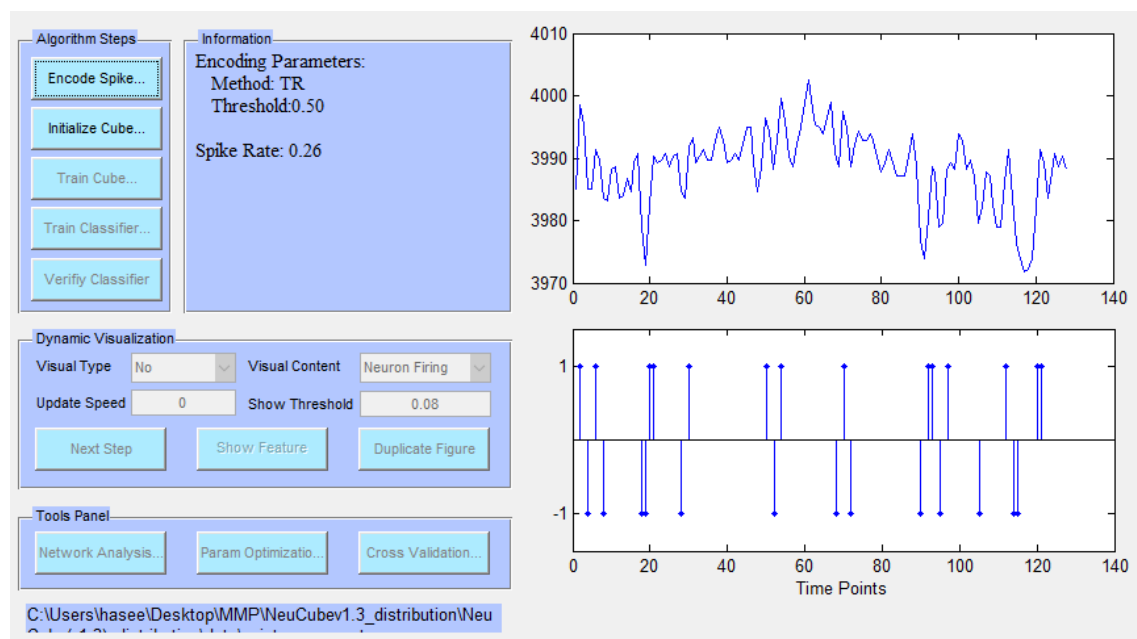 Algorithm Steps
Encode Spike...
Initialize Cube...
Train Cube...
Train Classifier...
Verifiy Classifier
Information
Encoding Parameters:
Method: TR
Threshold:0.50
Spike Rate: 0.26
Dynamic Visualization
Visual Type No Visual Content Neuron Firing
Update Speed 0 Show Threshold 0.08
Next Step Show Feature Duplicate Figure
Tools Panel
Network Analysis... Param Optimizatio... Cross Validation...
C:\Users\hasee\Desktop\MMP\NeuCubev1.3_distribution\Neu
4010
4000
3990
3980
3970
0 20 40 60 80 100 120 140
1
-1
0 20 40 60 80 100 120 140
Time Points